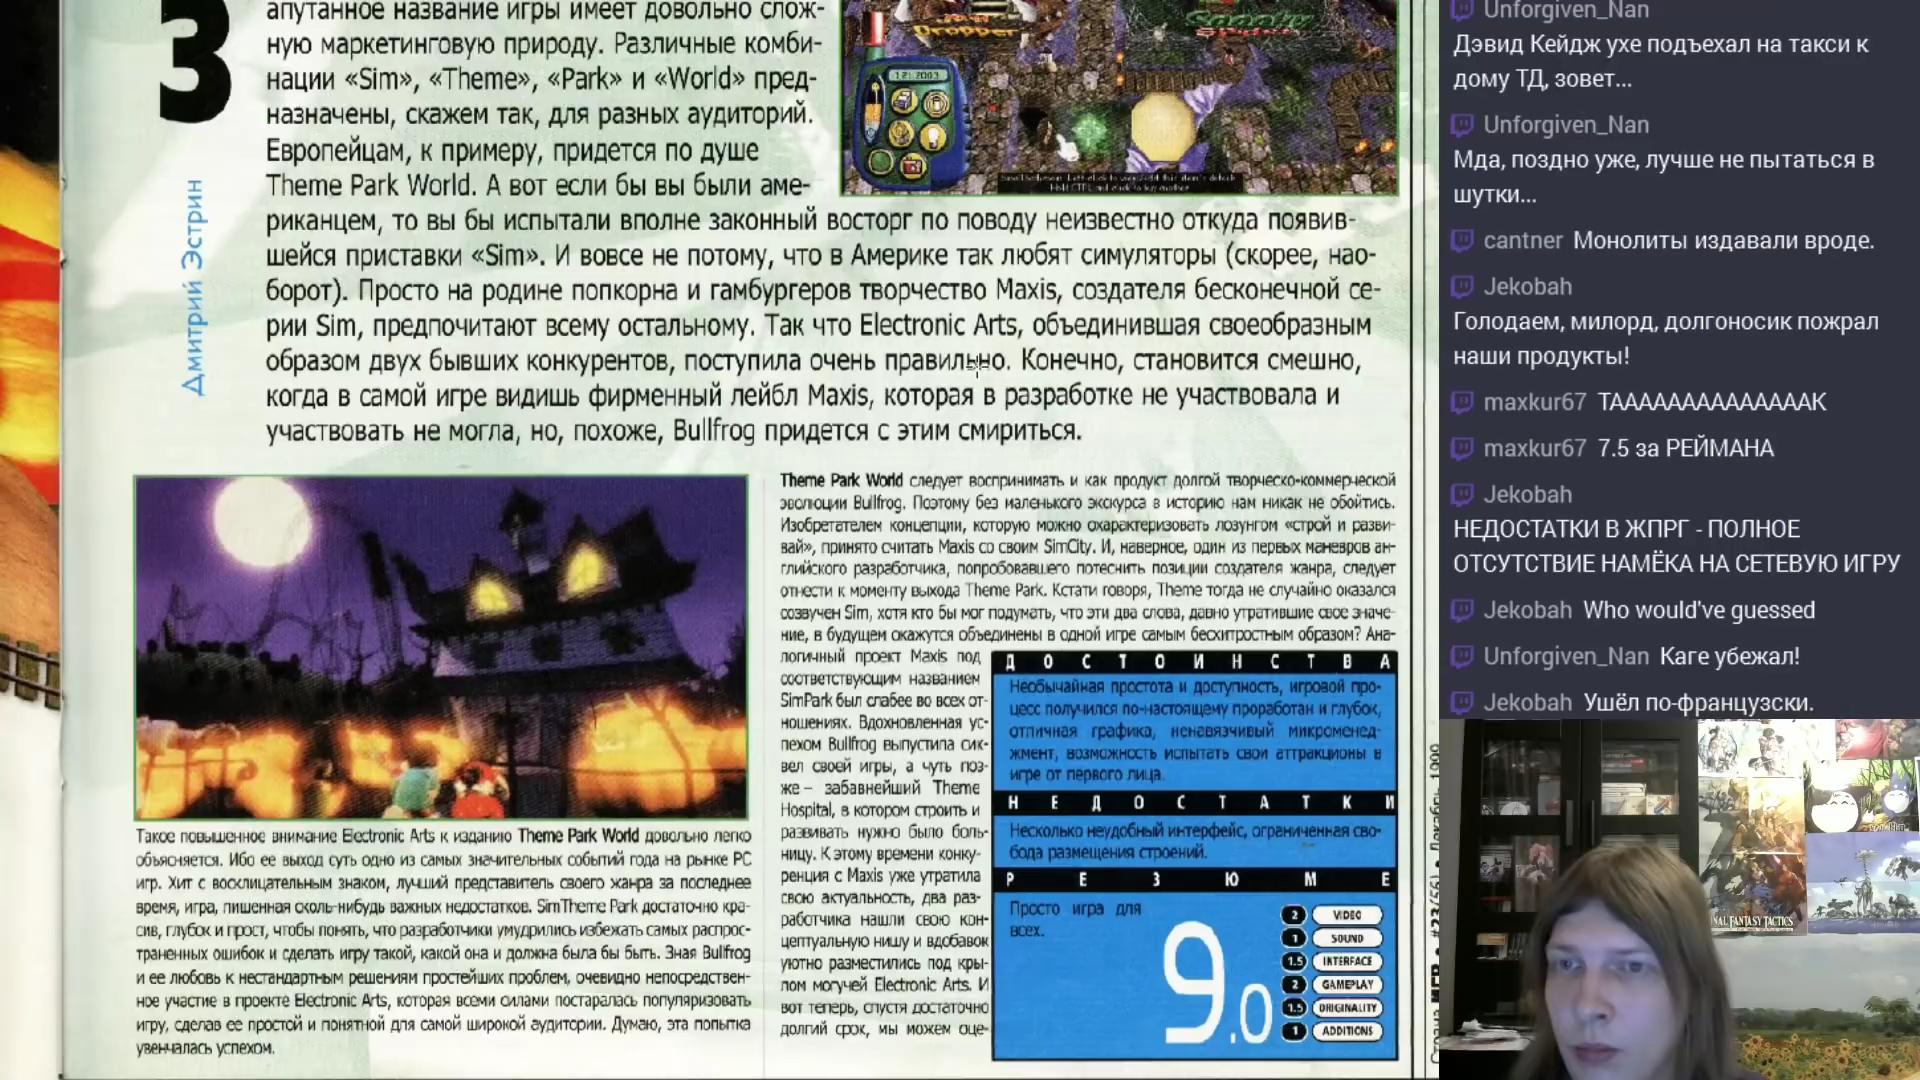 З
апутанное название игры имеет довольно слож-
ную маркетинговую природу. Различные комби-
нации «Sim», «Theme», «Park» и «World» пред-
назначены, скажем так, для разных аудиторий.
Европейцам, к примеру, придется по душе
Theme Park World. А вот если бы вы были аме-
риканцем, то вы бы испытали вполне законный восторг по поводу неизвестно откуда появив-
шейся приставки «Sim». И вовсе не потому, что в Америке так любят симуляторы (скорее, нао-
борот). Просто на родине попкорна и гамбургеров творчество Maxis, создателя бесконечной се-
рии Sim, предпочитают всему остальному. Так что Electronic Arts, объединившая своеобразным
образом двух бывших конкурентов, поступила очень правильно. Конечно, становится смешно,
когда в самой игре видишь фирменный лейбл Maxis, которая в разработке не участвовала и
участвовать не могла, но, похоже, Bullfrog придется с этим смириться.
Дмитрий Эстрин
Dropper
Spider
1.21.2003
Такое повышенное внимание Electronic Arts к изданию Theme Park World довольно легко
объясняется. Ибо ее выход суть одно из самых значительных событий года на рынке PC
игр. Хит с восклицательным знаком, лучший представитель своего жанра за последнее
время, игра, лишенная сколь-нибудь важных недостатков. SimTheme Park достаточно кра-
сив, глубок и прост, чтобы понять, что разработчики умудрились избежать самых распрос-
траненных ошибок и сделать игру такой, какой она и должна была бы быть. Зная Bullfrog
и ее любовь к нестандартным решениям простейших проблем, очевидно непосредствен-
ное участие в проекте Electronic Arts, которая всеми силами постаралась популяризовать
игру, сделав ее простой и понятной для самой широкой аудитории. Думаю, эта попытка
увенчалась успехом.
Theme Park World следует воспринимать и как продукт долгой творческо-коммерческой
эволюции Bullfrog. Поэтому без маленького экскурса в историю нам никак не обойтись.
Изобретателем концепции, которую можно охарактеризовать лозунгом «строй и разви-
вай», принято считать Maxis со своим SimCity. И, наверное, один из первых маневров ан-
глийского разработчика, попробовавшего потеснить позиции создателя жанра, следует
отнести к моменту выхода Theme Park. Кстати говоря, Theme тогда не случайно оказался
созвучен Sim, хотя кто бы мог подумать, что эти два слова, давно утратившие свое значе-
ние, в будущем окажутся объединены в одной игре самым бесхитростным образом? Ана-
логичный проект Maxis под
соответствующим названием
SimPark был слабее во всех от-
ношениях. Вдохновленная ус-
пехом Bullfrog выпустила сик-
вел своей игры, а чуть поз-
же – забавнейший Theme
Hospital, в котором строить и
развивать нужно было боль-
ницу. К этому времени конку-
ренция с Maxis уже утратила
свою актуальность, два раз-
работчика нашли свою кон-
цептуальную нишу и вдобавок
уютно разместились под кры-
лом могучей Electronic Arts. И
вот теперь, спустя достаточно
долгий срок, мы можем оце-
ДОСТОИНСТВА
Необычайная простота и доступность, игровой про-
цесс получился по-настоящему проработан и глубок,
отличная графика, ненавязчивый микроменед-
жмент, возможность испытать свои аттракционы в
игре от первого лица.
НЕДОСТАТКИ
Несколько неудобный интерфейс, ограниченная сво-
бода размещения строений.
РЕЗЮМЕ
Просто игра для
всех.
9.0
2 VIDEO
1 SOUND
1.5 INTERFACE
2 GAMEPLAY
1.5 ORIGINALITY
1 ADDITIONS
Unforgiven_Nan
Дэвид Кейдж ухе подъехал на такси к
дому ТД, зовет...
Unforgiven_Nan
Мда, поздно уже, лучше не пытаться в
шутки...
cantner Монолиты издавали вроде.
Jekobah
Голодаем, милорд, долгоносик пожрал
наши продукты!
maxkur67 ТАААААААААААААAK
maxkur67 7.5 за РЕЙМАНА
Jekobah
НЕДОСТАТКИ В ЖПРГ - ПОЛНОЕ
ОТСУТСТВИЕ НАМЁКА НА СЕТЕВУЮ ИГРУ
Jekobah Who would've guessed
Unforgiven_Nan Каге убежал!
Jekobah Ушёл по-французски.
FINAL FANTASY TACTICS